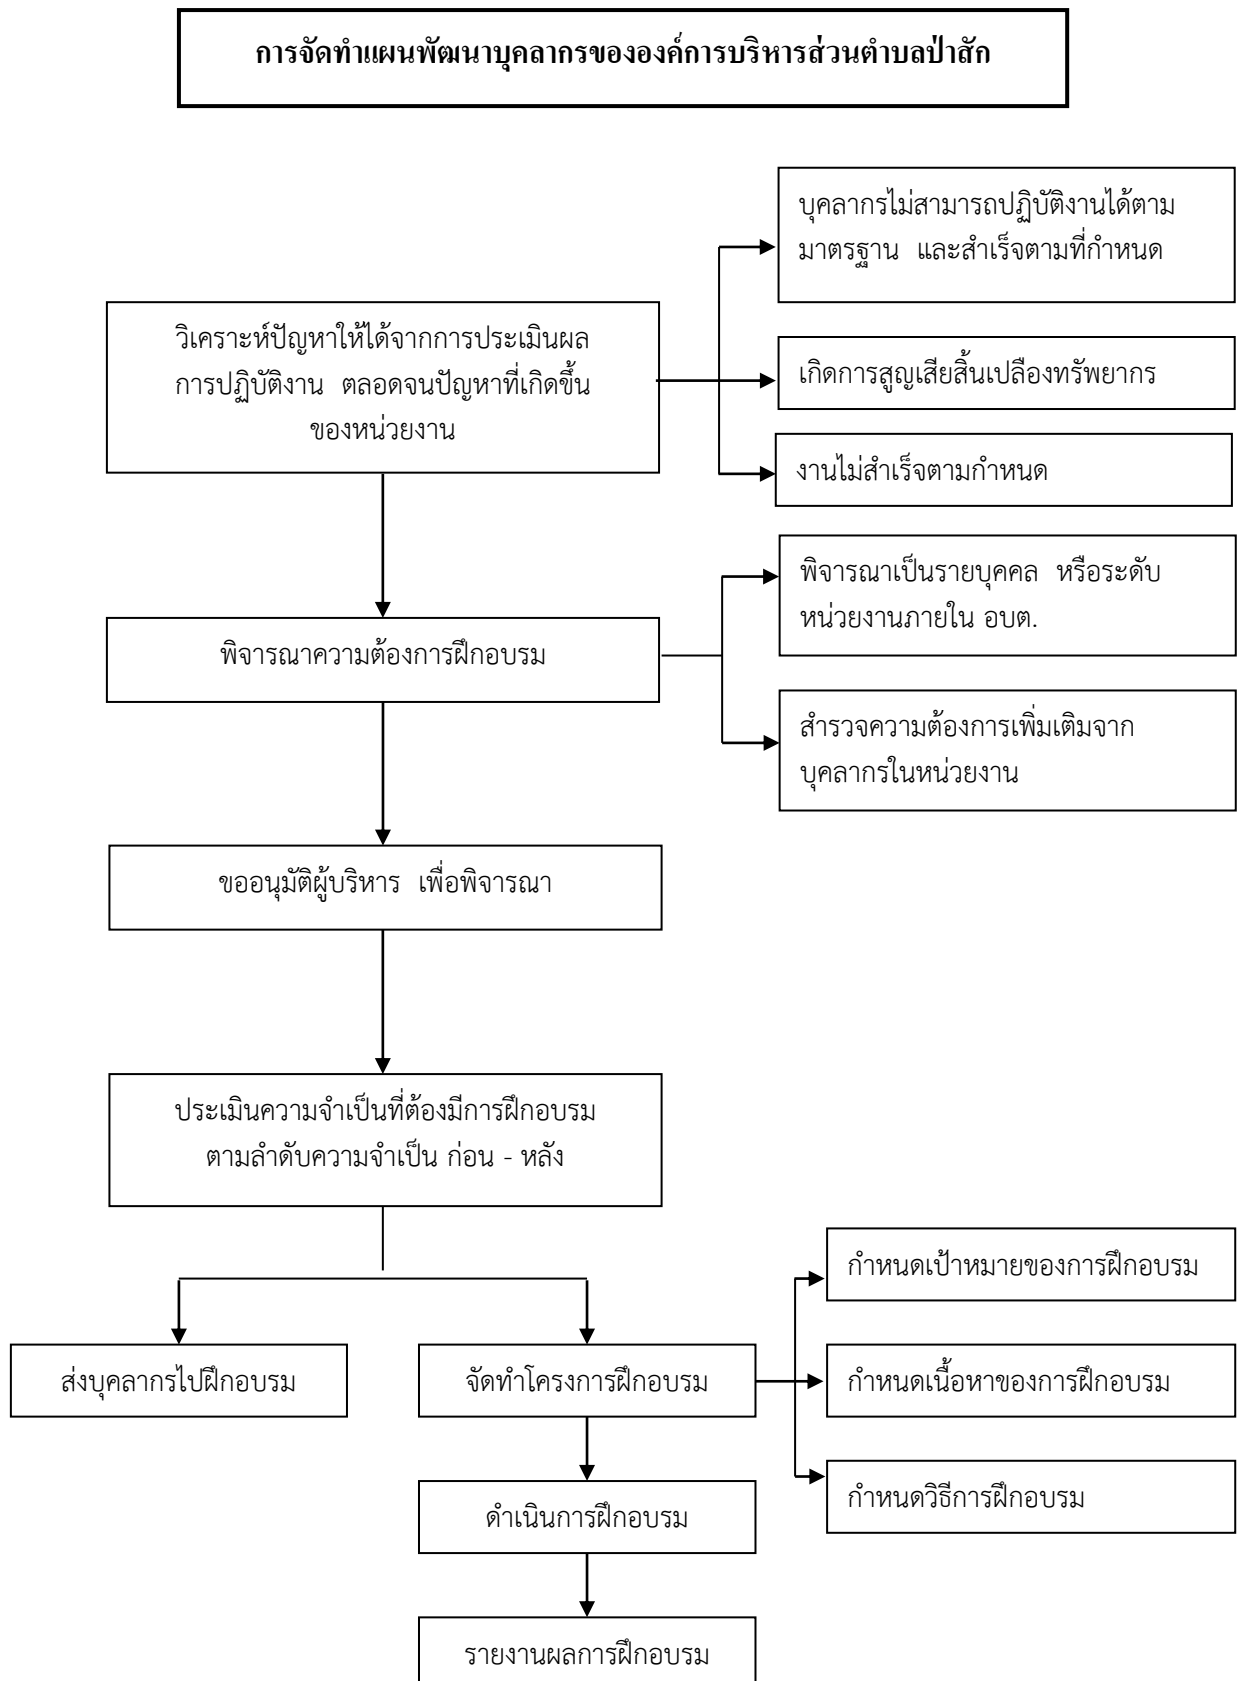 การจัดทำแผนพัฒนาบุคลากรขององค์การบริหารส่วนตำบลป่าสัก
บุคลากรไม่สามารถปฏิบัติงานได้ตาม
มาตรฐาน และสำเร็จตามที่กำหนด
วิเคราะห์ปัญหาให้ได้จากการประเมินผล
การปฏิบัติงาน ตลอดจนปัญหาที่เกิดขึ้น
ของหน่วยงาน
เกิดการสูญเสียสิ้นเปลืองทรัพยากร
งานไม่สำเร็จตามกำหนด
พิจารณาความต้องการฝึกอบรม
พิจารณาเป็นรายบุคคล หรือระดับ
หน่วยงานภายใน อบต.
สำรวจความต้องการเพิ่มเติมจาก
บุคลากรในหน่วยงาน
ขออนุมัติผู้บริหาร เพื่อพิจารณา
ประเมินความจำเป็นที่ต้องมีการฝึกอบรม
ตามลำดับความจำเป็น ก่อน - หลัง
ส่งบุคลากรไปฝึกอบรม
จัดทำโครงการฝึกอบรม
กำหนดเป้าหมายของการฝึกอบรม
กำหนดเนื้อหาของการฝึกอบรม
กำหนดวิธีการฝึกอบรม
ดำเนินการฝึกอบรม
รายงานผลการฝึกอบรม